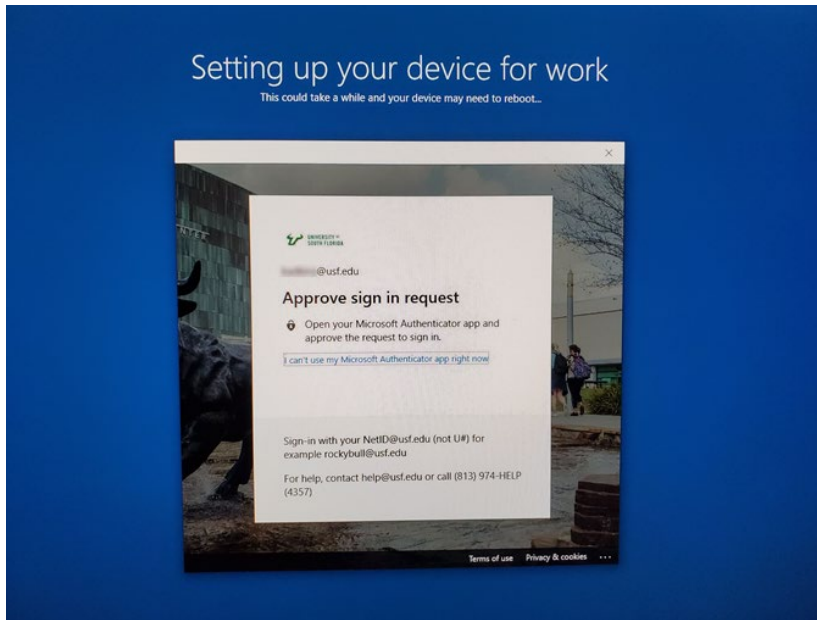 Setting up your device for work
This could take a while and your device may need to reboot...
UNIVERSITY of
SOUTH FLORIDA
@usf.edu
Approve sign in request
Open your Microsoft Authenticator app and
approve the request to sign in.
I can't use my Microsoft Authenticator app right now
Sign-in with your NetID@usf.edu (not U#) for
example rockybull@usf.edu
For help, contact help@usf.edu or call (813) 974-HELP
(4357)
Terms of use Privacy & cookies ...